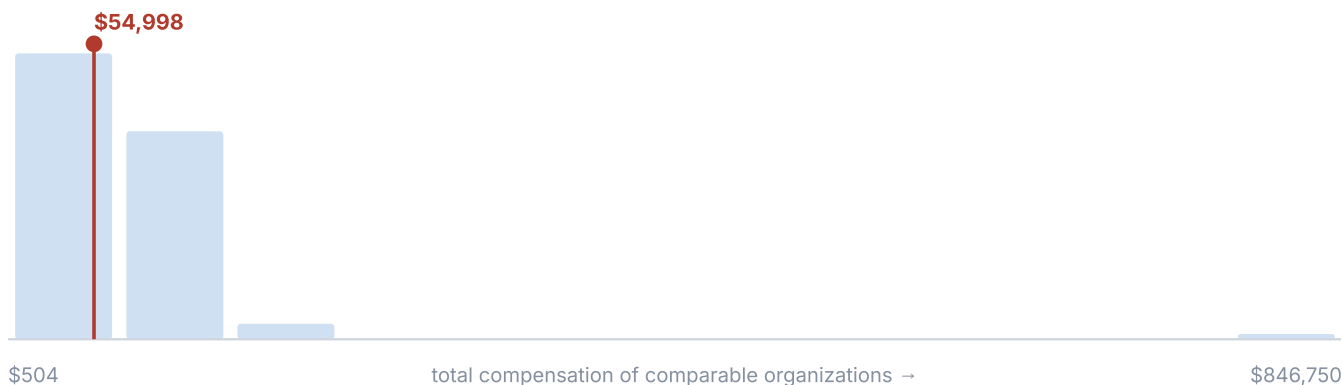 $54,998
$504 total compensation of comparable organizations → $846,750